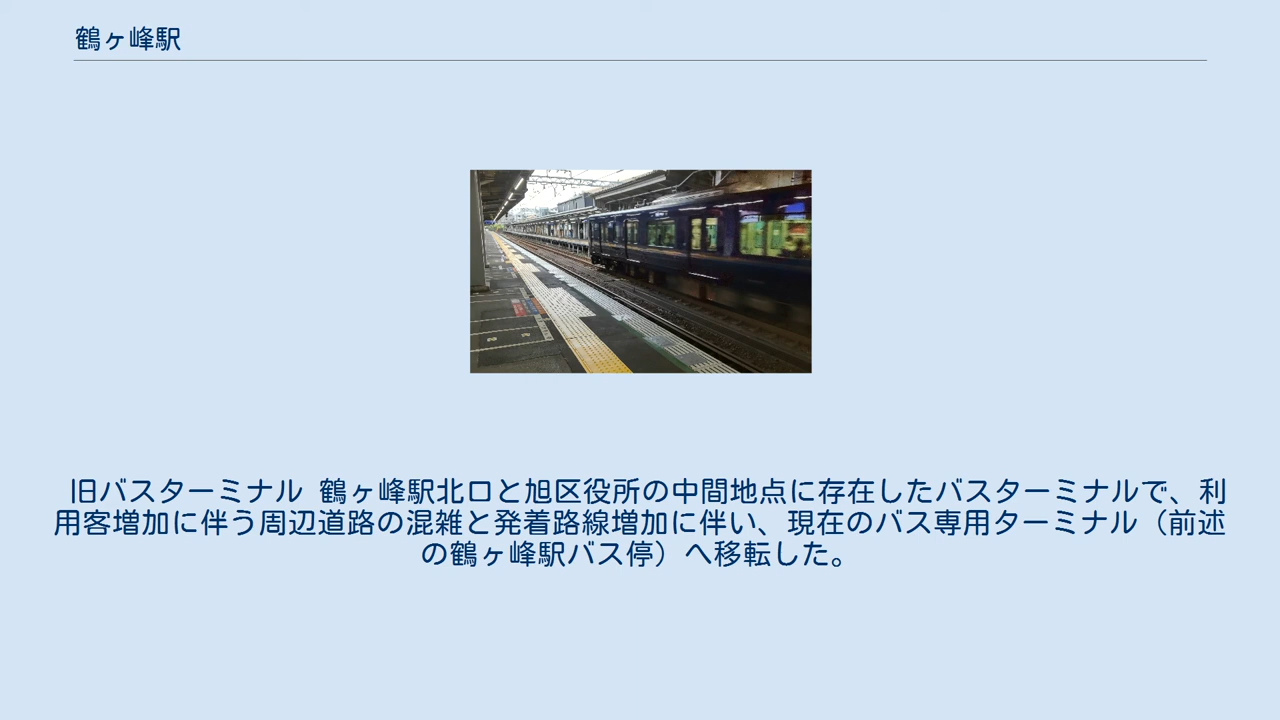 鶴ヶ峰駅
旧バスターミナル 鶴ヶ峰駅北口と旭区役所の中間地点に存在したバスターミナルで、利
用客増加に伴う周辺道路の混雑と発着路線増加に伴い、現在のバス専用ターミナル（前述
の鶴ヶ峰駅バス停）へ移転した。